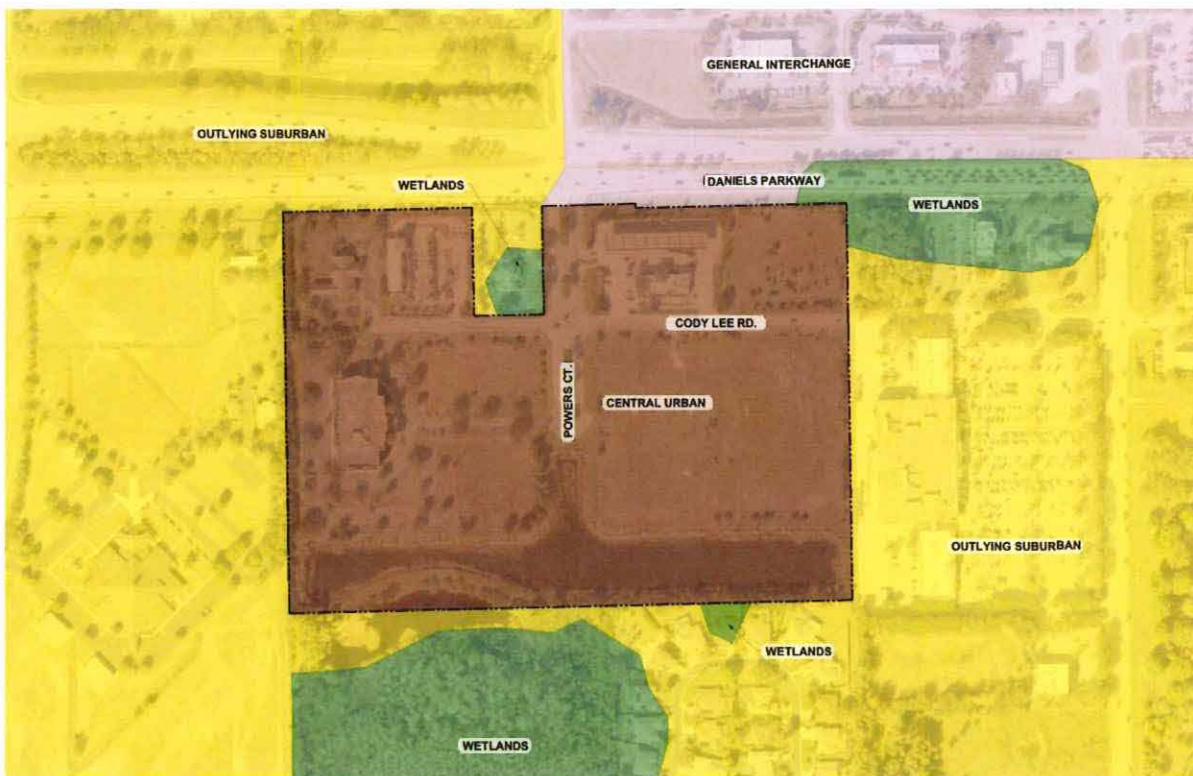 GENERAL INTERCHANGE
OUTLYING SUBURBAN
WETLANDS
DANIELS PARKWAY
WETLANDS
CODY LEE RD.
POWERS CT.
CENTRAL URBAN
OUTLYING SUBURBAN
WETLANDS
WETLANDS